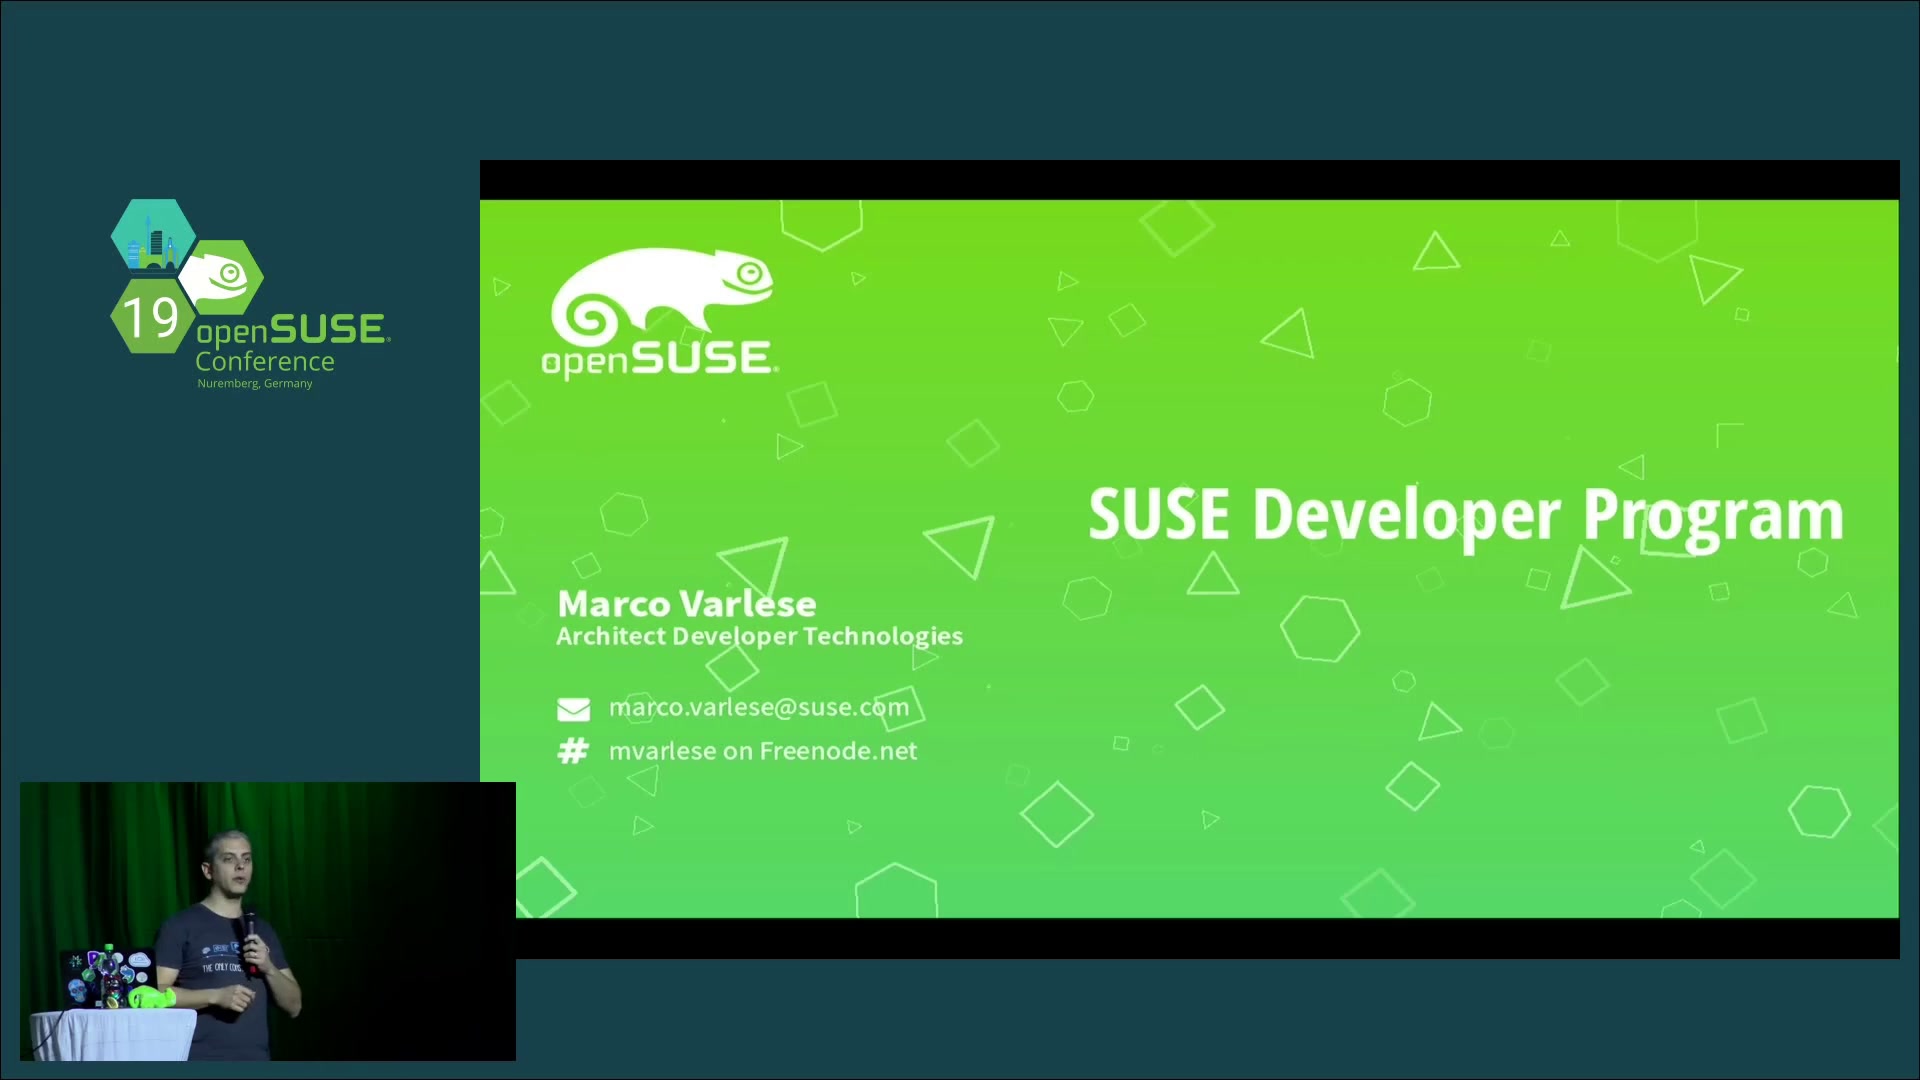 19
openSUSE
Conference
Nuremberg, Germany
openSUSE
SUSE Developer Program
Marco Varlese
Architect Developer Technologies
marco.varlese@suse.com
# mvarlese on Freenode.net
THE ONLY